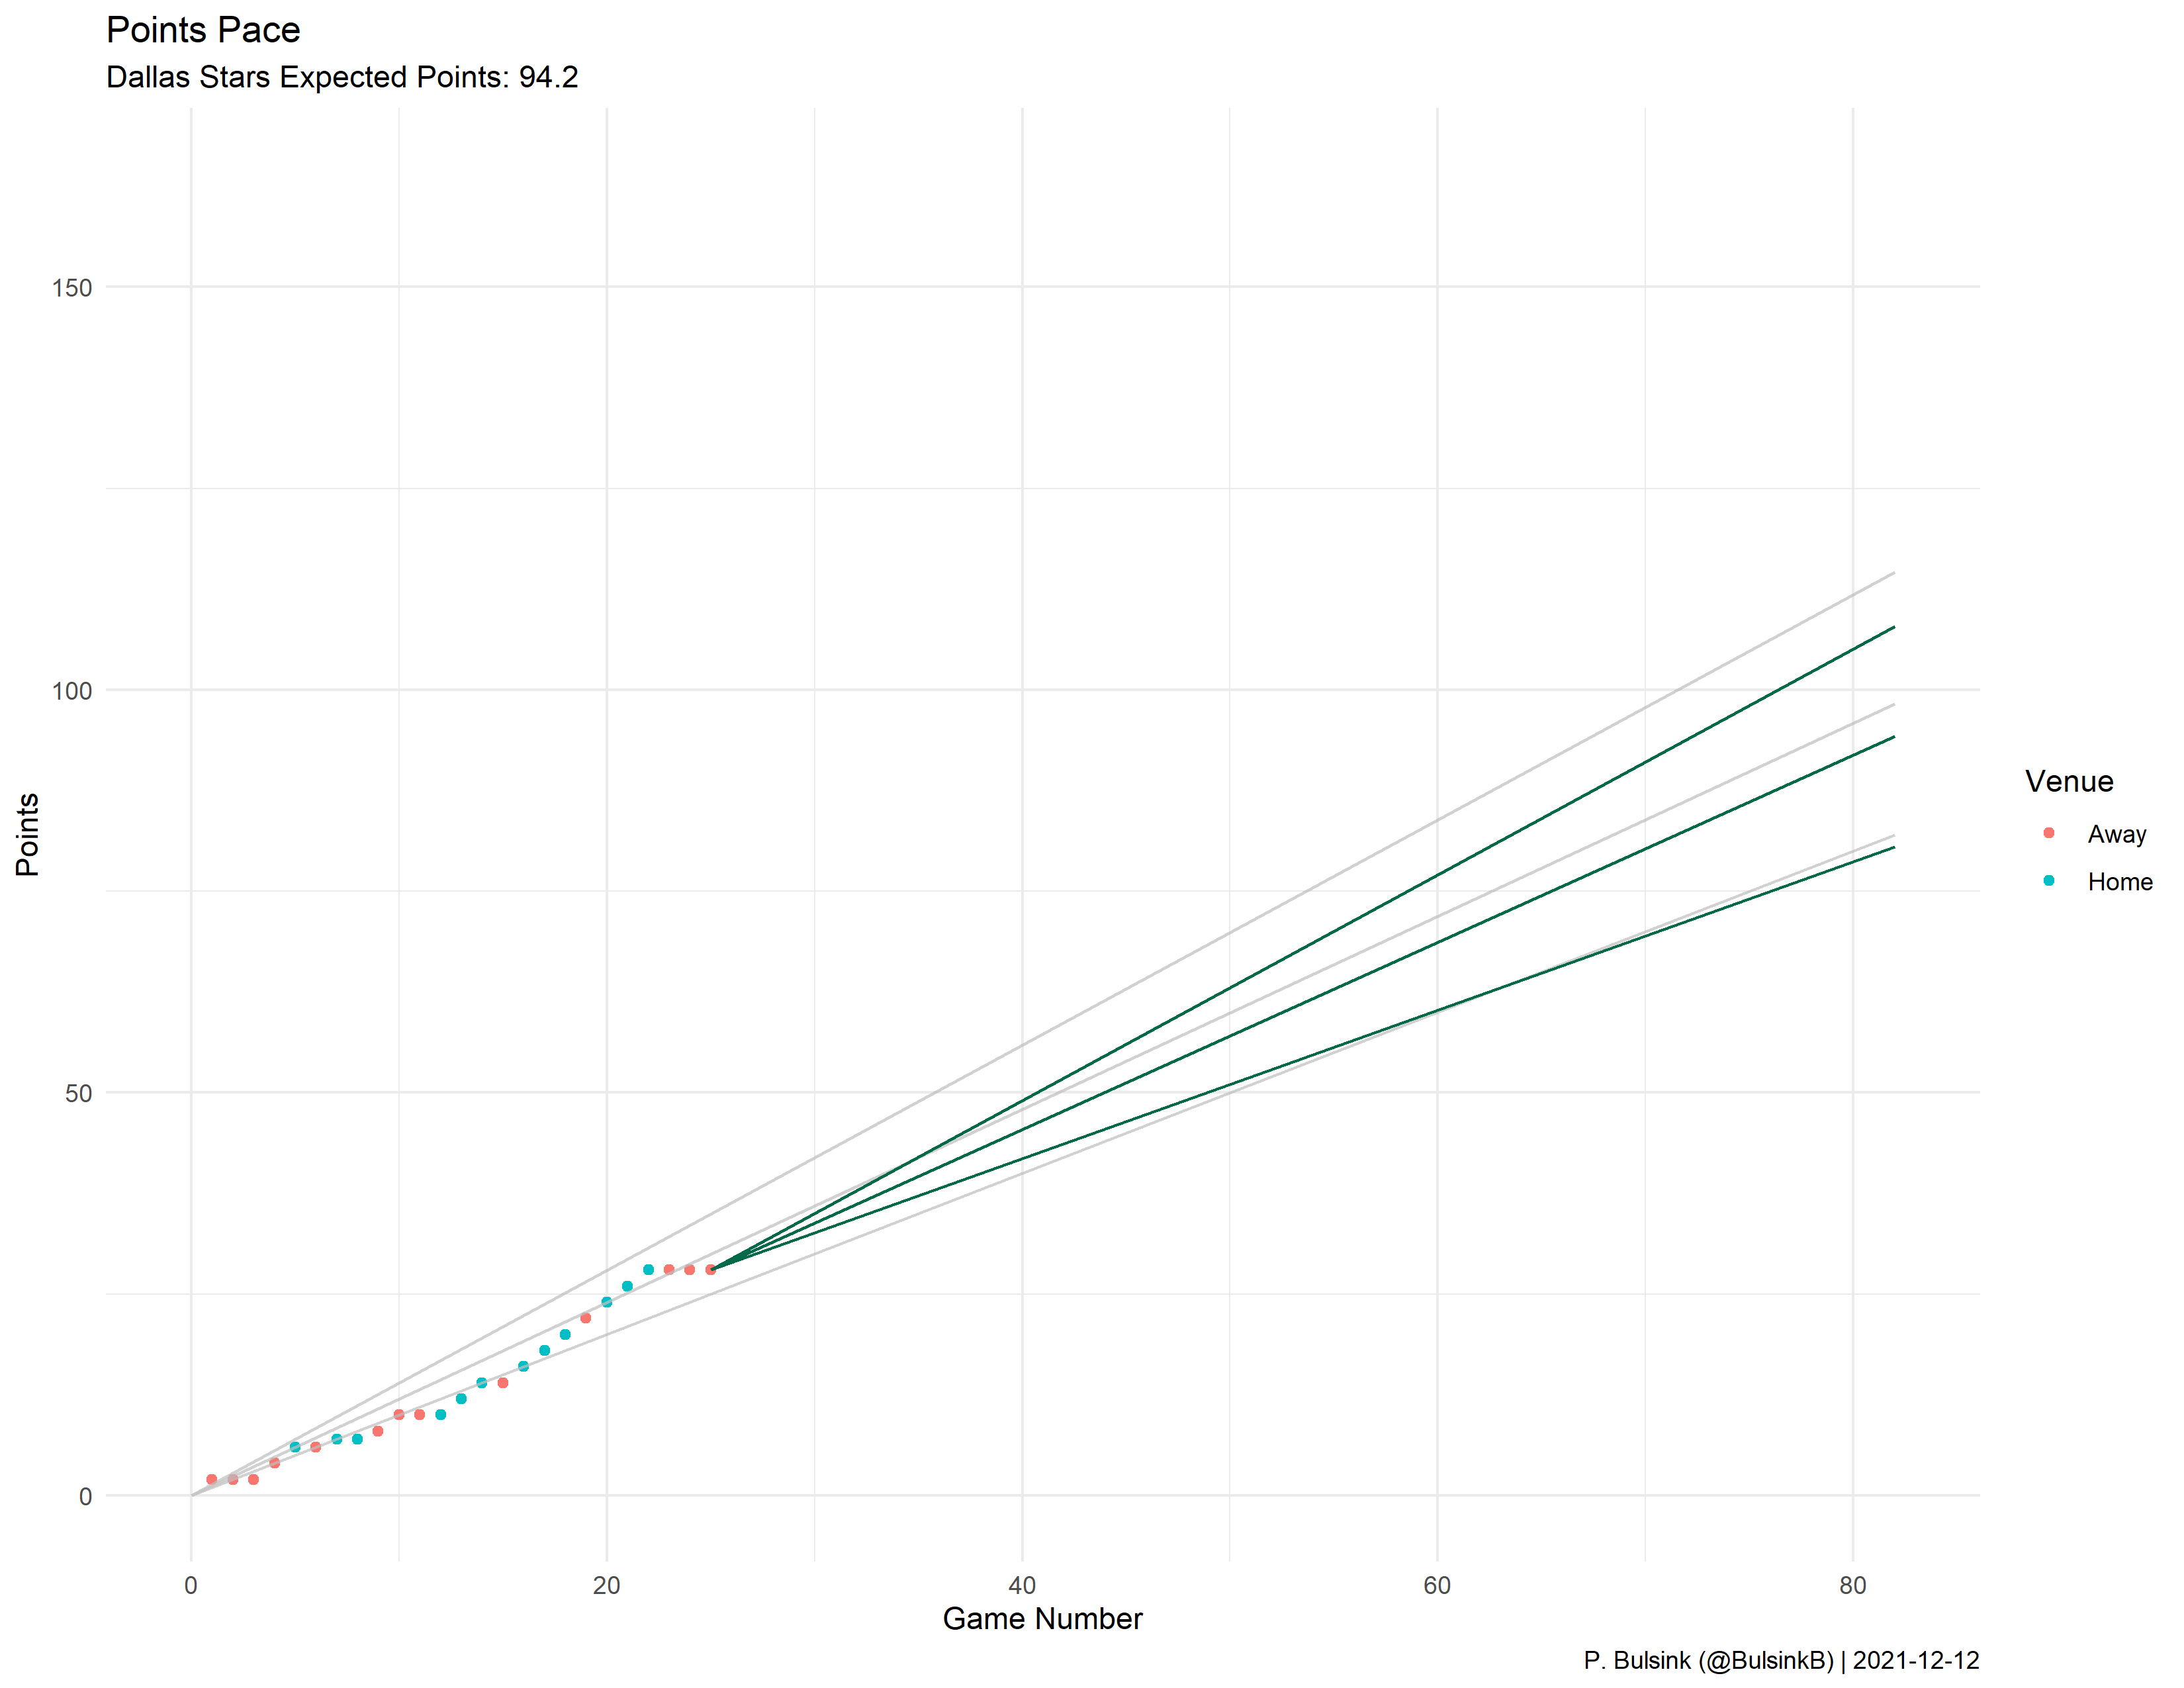 Points Pace
Dallas Stars Expected Points: 94.2
150
100
50
0
Points
0 20 40 60 80
Game Number
Venue
Away
Home
P. Bulsink (@BulsinkB) | 2021-12-12